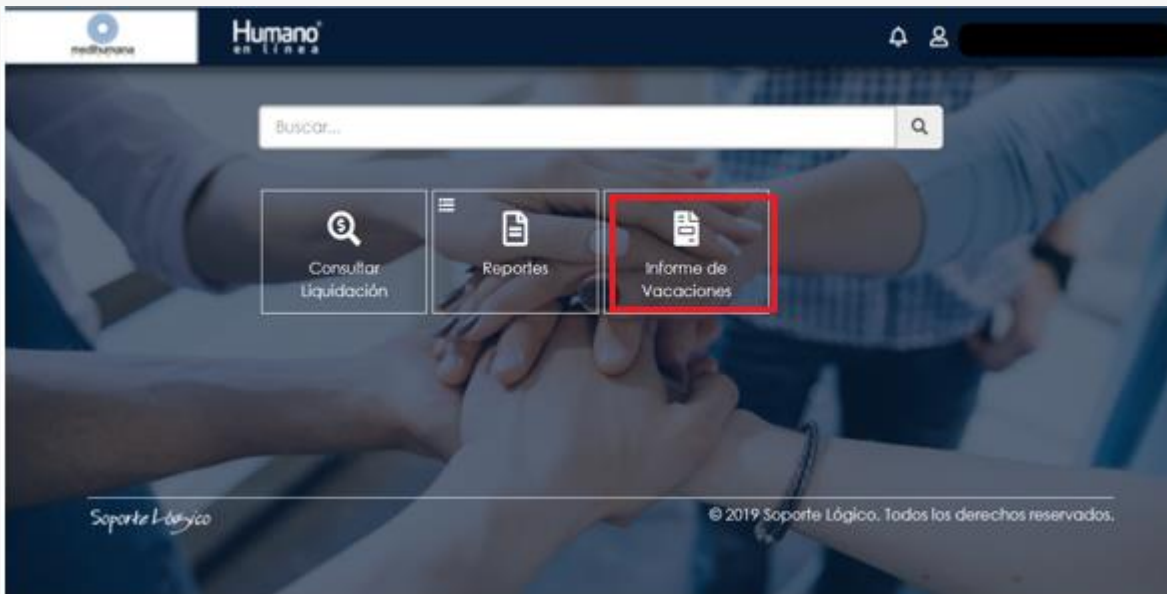 medihumana
Humano
en línea
Buscar...
Consultar
Liquidación
Reportes
Informe de
Vacaciones
Soporte Lógico
© 2019 Soporte Lógico. Todos los derechos reservados.